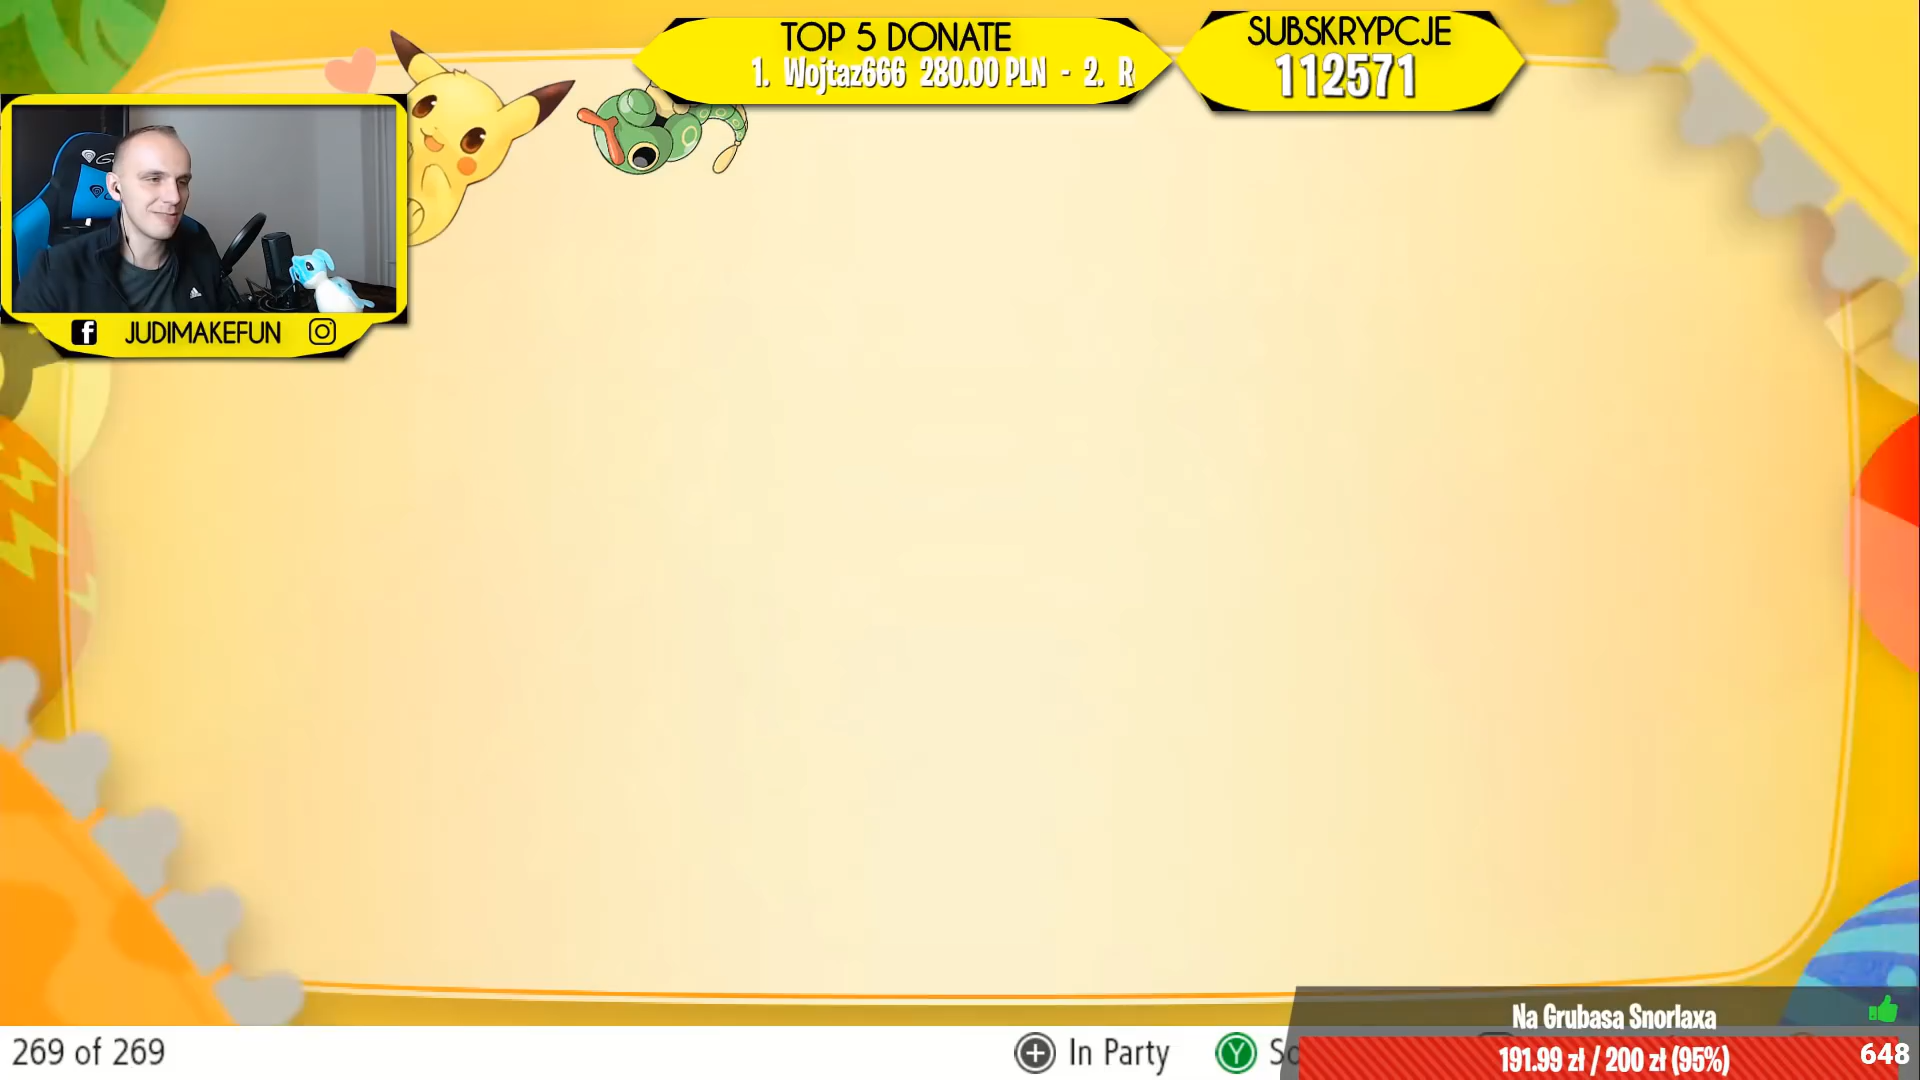 TOP 5 DONATE
1. Wojtaz666 280.00 PLN - 2. R
SUBSKRYPCJE
112571
JUDIMAKEFUN
Na Grubasa Snorlaxa
269 of 269
In Party
191.99 zł / 200 zł (95%)
648